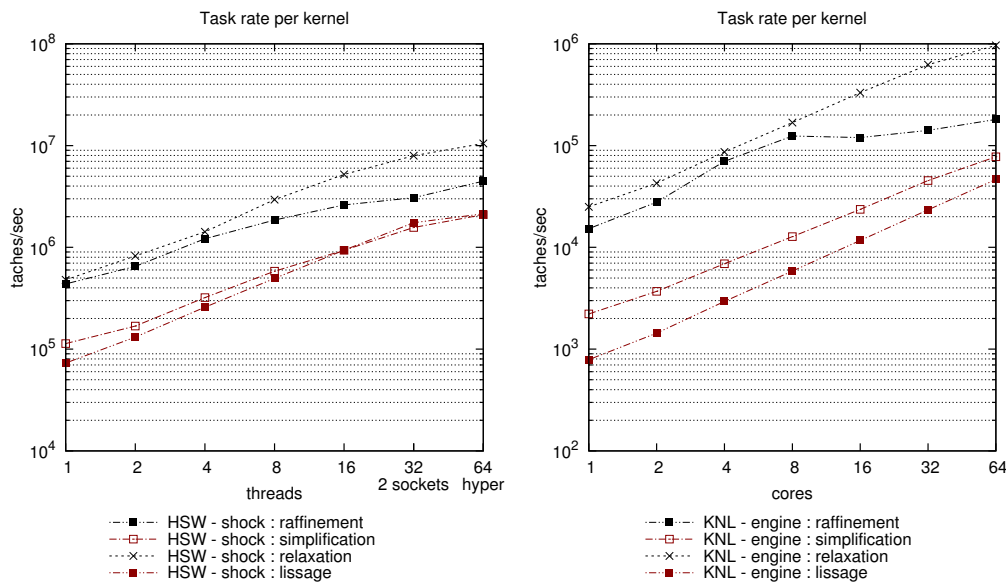 Task rate per kernel
10^8
10^7
10^6
10^5
10^4
taches/sec
1 2 4 8 16 32 64
2 sockets hyper
threads
HSW - shock : raffinement
HSW - shock : simplification
HSW - shock : relaxation
HSW - shock : lissage
Task rate per kernel
10^6
10^5
10^4
10^3
10^2
taches/sec
1 2 4 8 16 32 64
cores
KNL - engine : raffinement
KNL - engine : simplification
KNL - engine : relaxation
KNL - engine : lissage